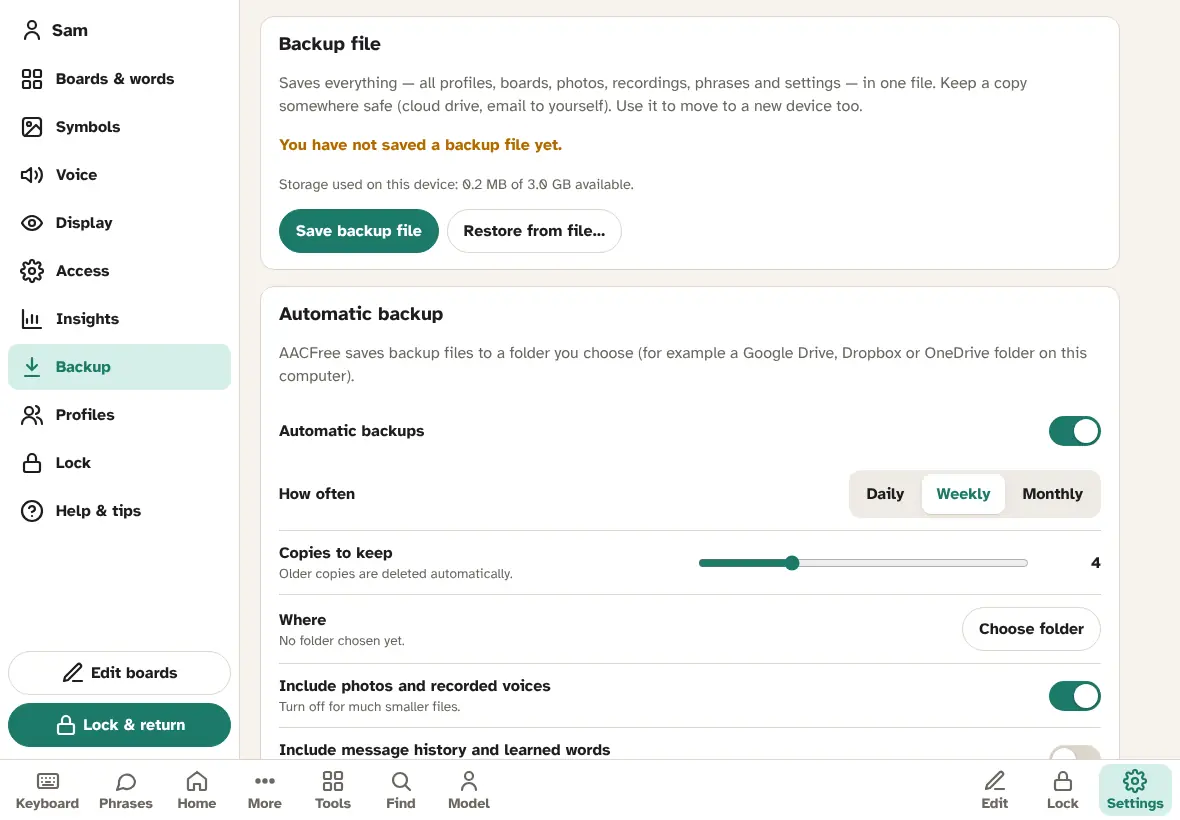 Sam
Boards & words
Symbols
Voice
Display
Access
Insights
Backup
Profiles
Lock
Help & tips
Edit boards
Lock & return
Backup file
Saves everything — all profiles, boards, photos, recordings, phrases and settings — in one file. Keep a copy
somewhere safe (cloud drive, email to yourself). Use it to move to a new device too.
You have not saved a backup file yet.
Storage used on this device: 0.2 MB of 3.0 GB available.
Save backup file
Restore from file...
Automatic backup
AACFree saves backup files to a folder you choose (for example a Google Drive, Dropbox or OneDrive folder on this
computer).
Automatic backups
How often
Daily
Weekly
Monthly
Copies to keep
Older copies are deleted automatically.
4
Where
No folder chosen yet.
Choose folder
Include photos and recorded voices
Turn off for much smaller files.
Include message history and learned words
Keyboard
Phrases
Home
More
Tools
Find
Model
Edit
Lock
Settings